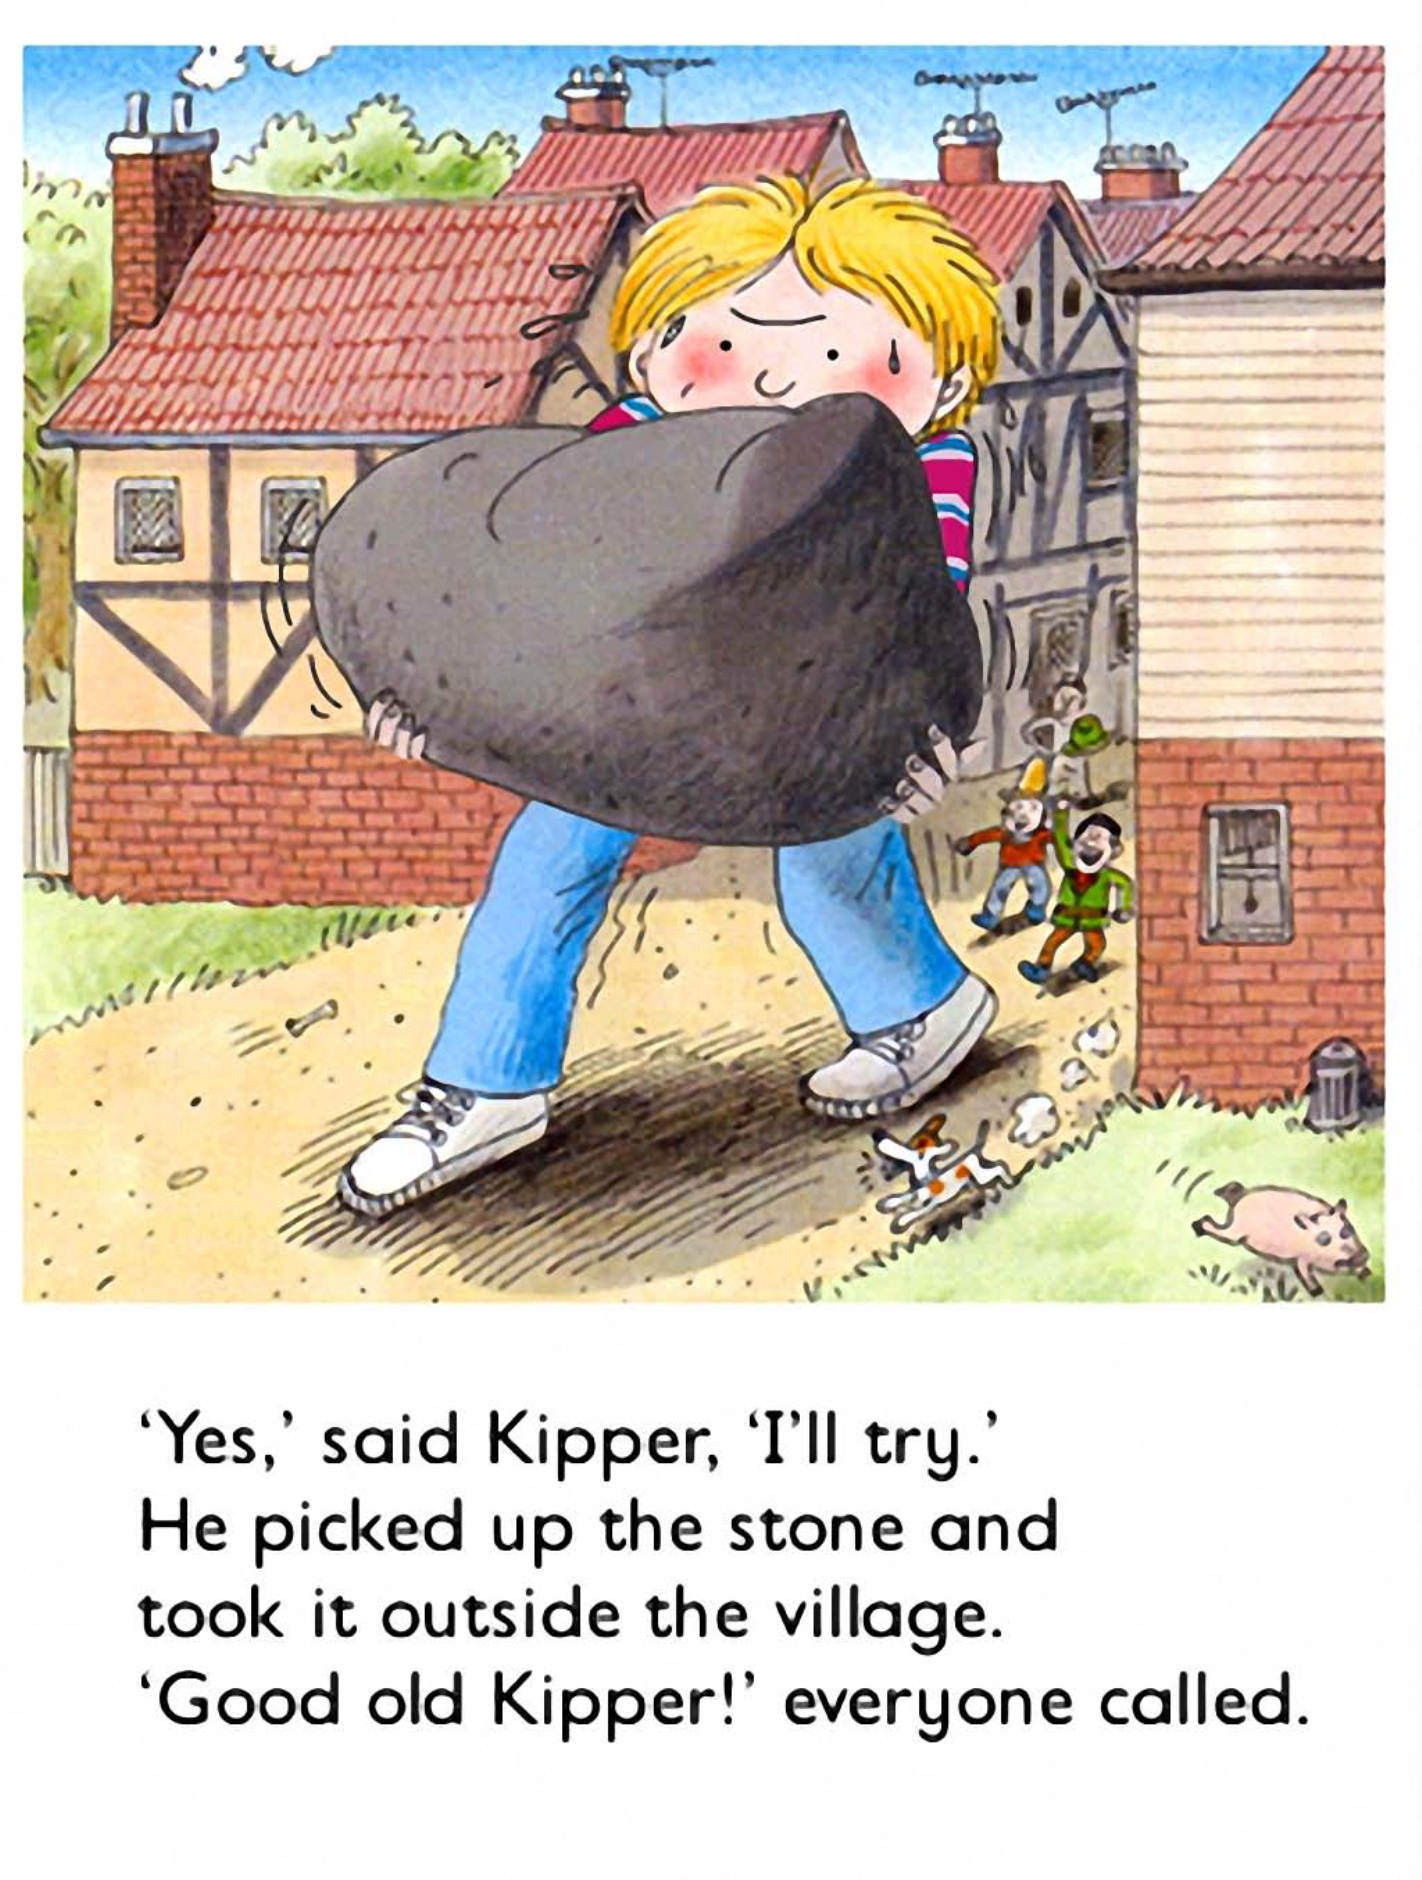 ‘Yes,’ said Kipper, ‘I’ll try.’
He picked up the stone and
took it outside the village.
‘Good old Kipper!’ everyone called.